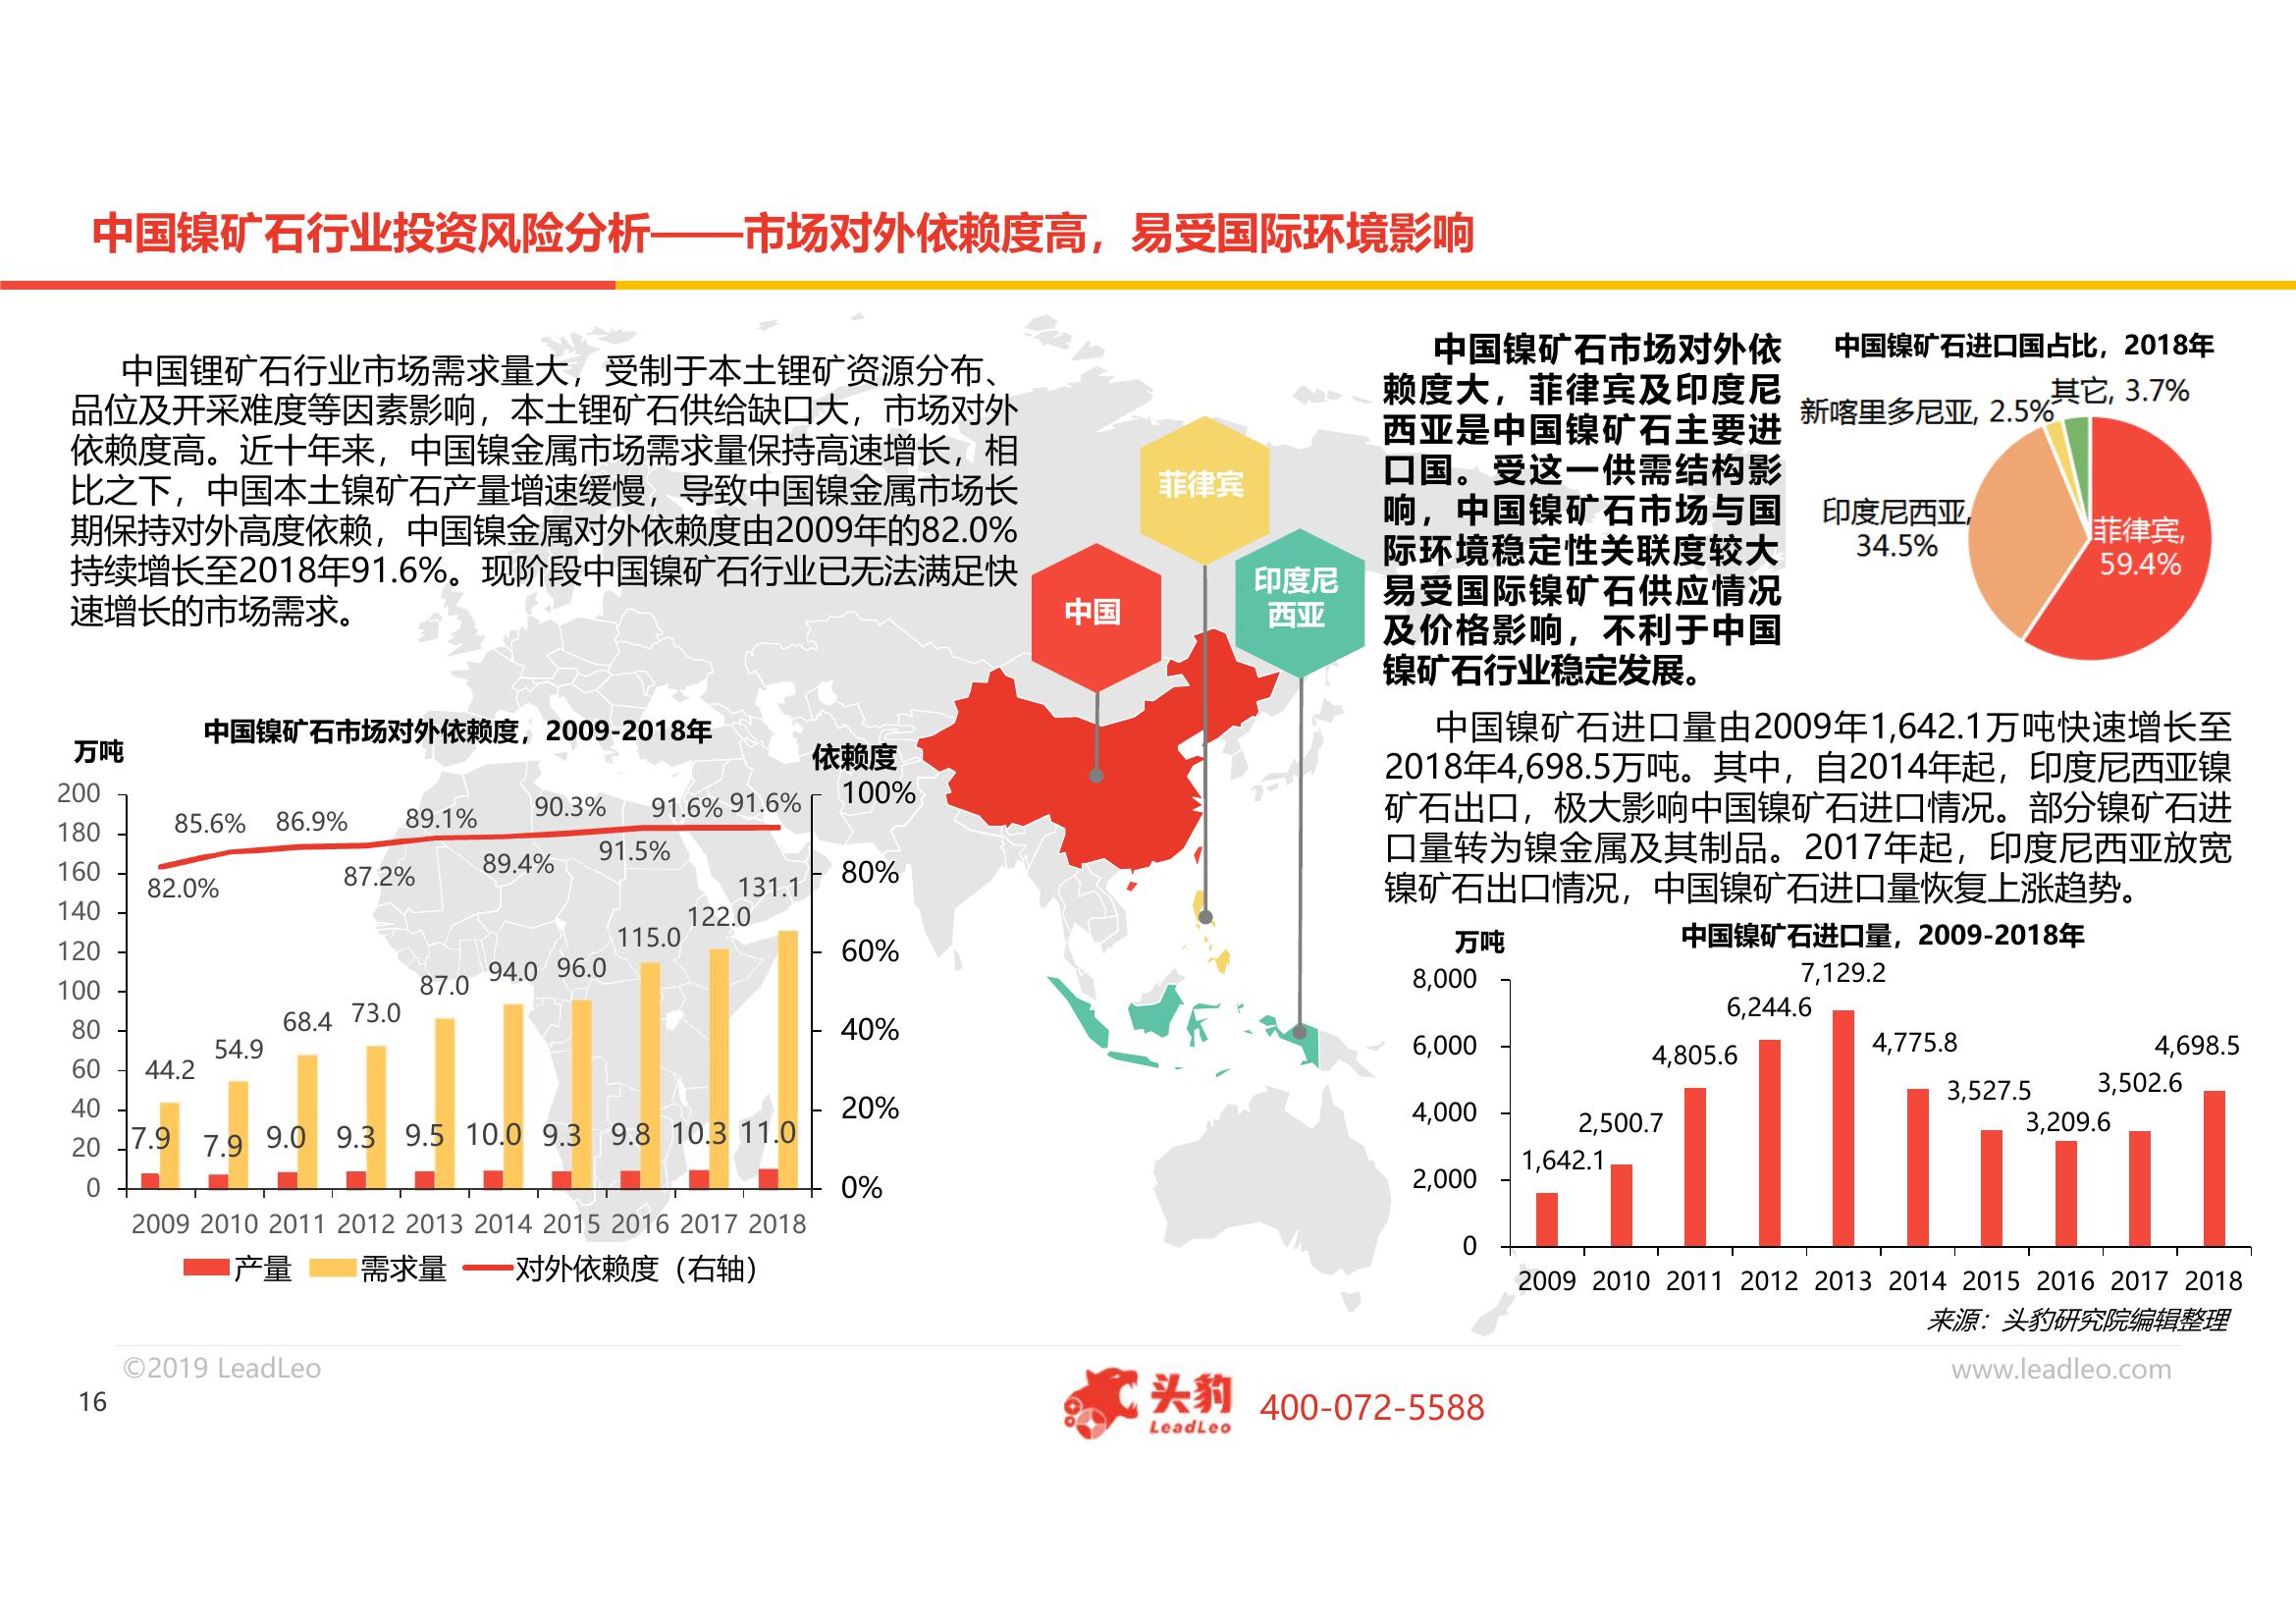 中国镍矿石行业投资风险分析——市场对外依赖度高，易受国际环境影响
中国锂矿石行业市场需求量大，受制于本土锂矿资源分布、
品位及开采难度等因素影响，本土锂矿石供给缺口大，市场对外
依赖度高。近十年来，中国镍金属市场需求量保持高速增长，相
比之下，中国本土镍矿石产量增速缓慢，导致中国镍金属市场长
期保持对外高度依赖，中国镍金属对外依赖度由2009年的82.0%
持续增长至2018年91.6%。现阶段中国镍矿石行业已无法满足快
速增长的市场需求。
中国镍矿石市场对外依赖度，2009-2018年
万吨
依赖度
200
180
160
140
120
100
80
60
40
20
0
100%
80%
60%
40%
20%
0%
82.0%
85.6%
86.9%
87.2%
89.1%
89.4%
90.3%
91.5%
91.6%
91.6%
44.2
54.9
68.4
73.0
87.0
94.0
96.0
115.0
122.0
131.1
7.9
7.9
9.0
9.3
9.5
10.0
9.3
9.8
10.3
11.0
2009 2010 2011 2012 2013 2014 2015 2016 2017 2018
产量 需求量 对外依赖度（右轴）
菲律宾
中国
印度尼
西亚
中国镍矿石市场对外依
赖度大，菲律宾及印度尼
西亚是中国镍矿石主要进
口国。受这一供需结构影
响，中国镍矿石市场与国
际环境稳定性关联度较大
易受国际镍矿石供应情况
及价格影响，不利于中国
镍矿石行业稳定发展。
中国镍矿石进口国占比，2018年
其它, 3.7%
新喀里多尼亚, 2.5%
印度尼西亚,
34.5%
菲律宾,
59.4%
中国镍矿石进口量由2009年1,642.1万吨快速增长至
2018年4,698.5万吨。其中，自2014年起，印度尼西亚镍
矿石出口，极大影响中国镍矿石进口情况。部分镍矿石进
口量转为镍金属及其制品。2017年起，印度尼西亚放宽
镍矿石出口情况，中国镍矿石进口量恢复上涨趋势。
中国镍矿石进口量，2009-2018年
万吨
8,000
6,000
4,000
2,000
0
1,642.1
2,500.7
4,805.6
6,244.6
7,129.2
4,775.8
3,527.5
3,209.6
3,502.6
4,698.5
2009 2010 2011 2012 2013 2014 2015 2016 2017 2018
来源：头豹研究院编辑整理
©2019 LeadLeo
www.leadleo.com
16
头豹
LeadLeo
400-072-5588